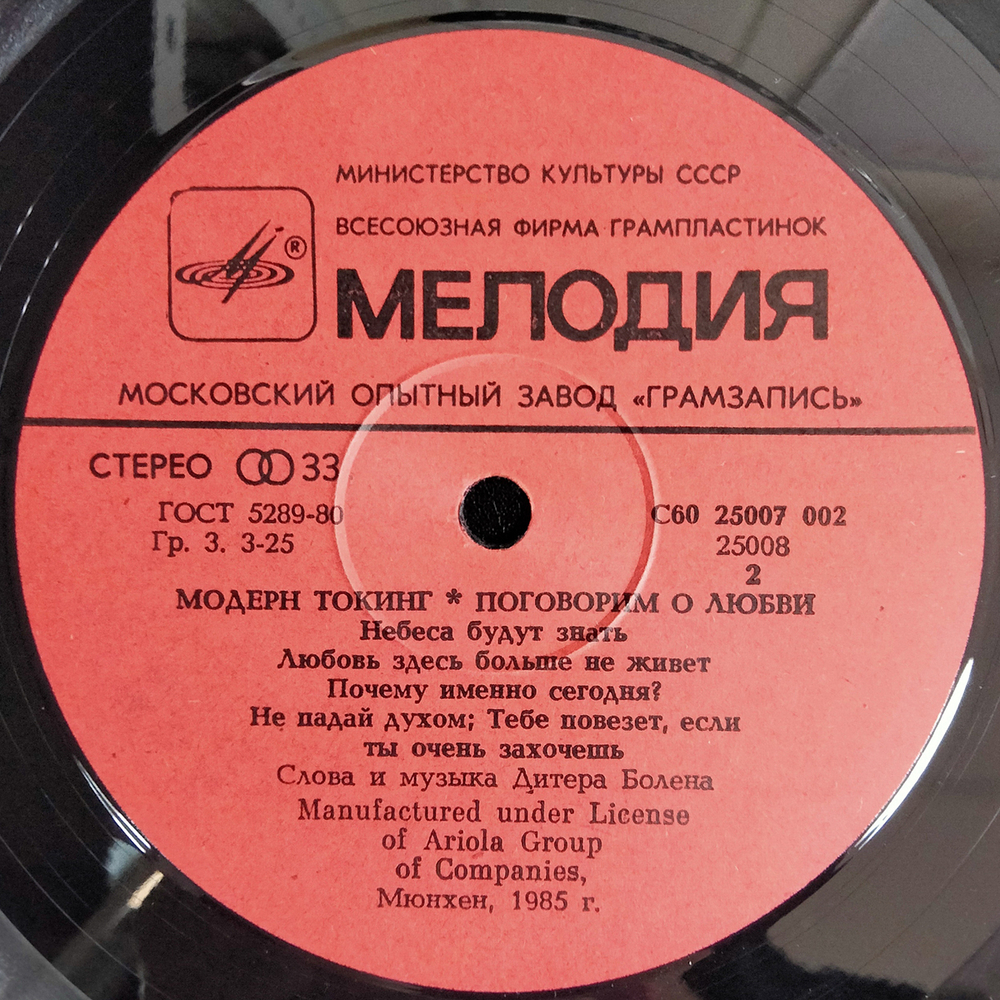 МИНИСТЕРСТВО КУЛЬТУРЫ СССР
ВСЕСОЮЗНАЯ ФИРМА ГРАМПЛАСТИНОК
®
МЕЛОДИЯ
МОСКОВСКИЙ ОПЫТНЫЙ ЗАВОД «ГРАМЗАПИСЬ»
СТЕРЕО 33
ГОСТ 5289-80 С60 25007 002
Гр. 3. 3-25 25008
2
МОДЕРН ТОКИНГ * ПОГОВОРИМ О ЛЮБВИ
Небеса будут знать
Любовь здесь больше не живет
Почему именно сегодня?
Не падай духом; Тебе повезет, если
ты очень захочешь
Слова и музыка Дитера Болена
Manufactured under License
of Ariola Group
of Companies,
Мюнхен, 1985 г.